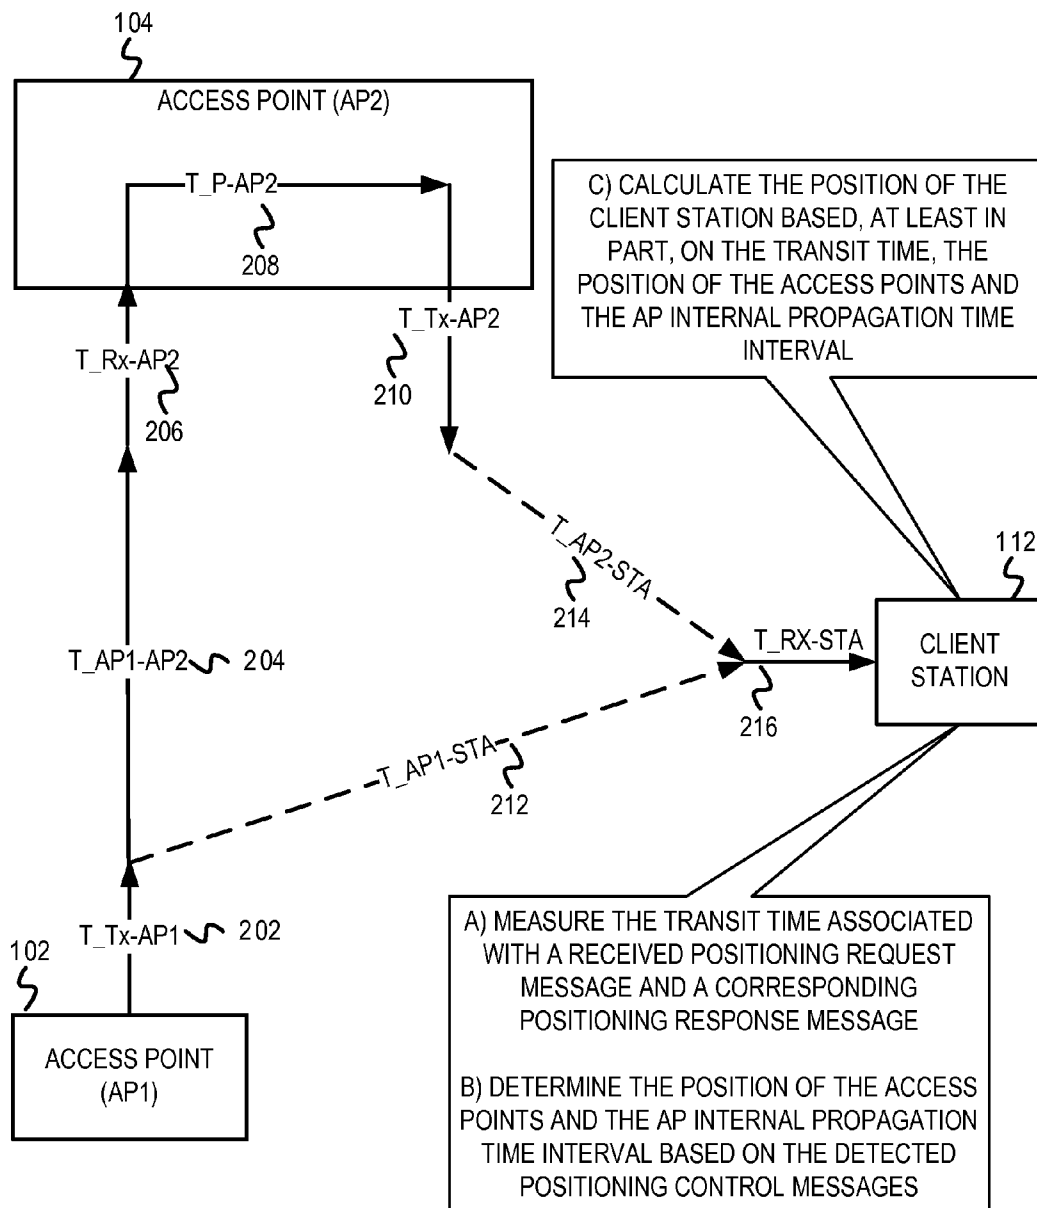 104
ACCESS POINT (AP2)
T_P-AP2
208
C) CALCULATE THE POSITION OF THE
CLIENT STATION BASED, AT LEAST IN
PART, ON THE TRANSIT TIME, THE
POSITION OF THE ACCESS POINTS AND
THE AP INTERNAL PROPAGATION TIME
INTERVAL
T_Tx-AP2
210
T_Rx-AP2
206
T_AP2-STA
214
112
T_RX-STA
216
CLIENT
STATION
T_AP1-AP2
204
T_AP1-STA
212
T_Tx-AP1
202
102
ACCESS POINT
(AP1)
A) MEASURE THE TRANSIT TIME ASSOCIATED
WITH A RECEIVED POSITIONING REQUEST
MESSAGE AND A CORRESPONDING
POSITIONING RESPONSE MESSAGE
B) DETERMINE THE POSITION OF THE ACCESS
POINTS AND THE AP INTERNAL PROPAGATION
TIME INTERVAL BASED ON THE DETECTED
POSITIONING CONTROL MESSAGES